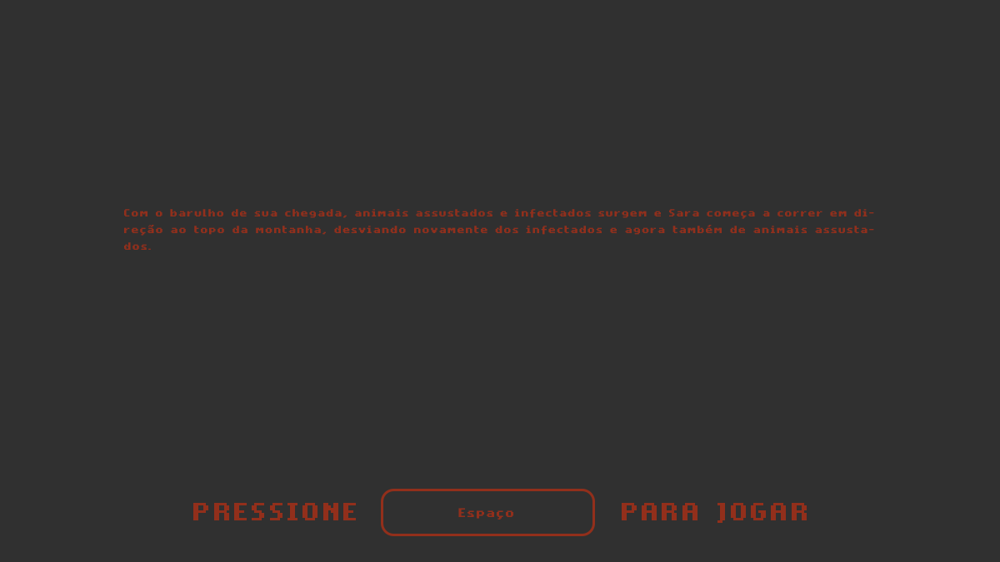 Com o barulho de sua chegada, animais assustados e infectados surgem e Sara começa a correr em di-
reção ao topo da montanha, desviando novamente dos infectados e agora também de animais assusta-
dos.
PRESSIONE Espaço PARA JOGAR